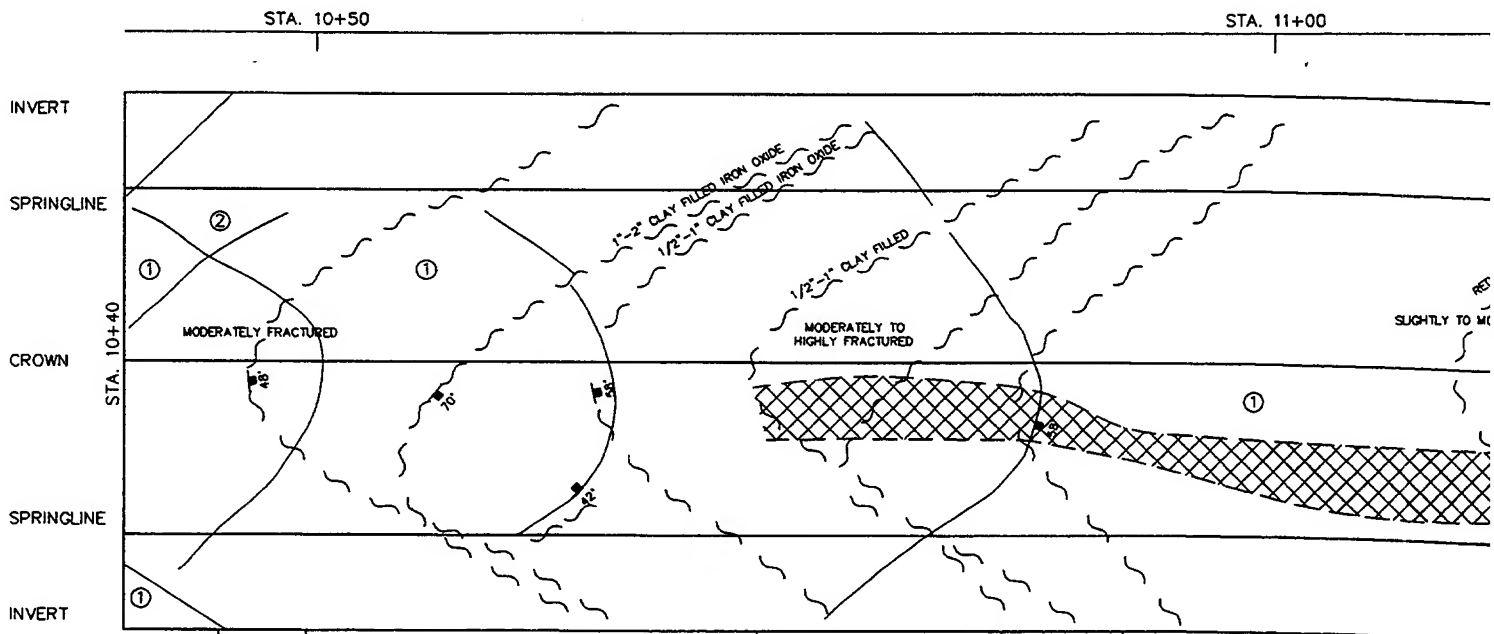 STA. 10+50
STA. 11+00
INVERT
SPRINGLINE
1"-2" CLAY FILLED IRON OXIDE
1/2"-1" CLAY FILLED IRON OXIDE
②
①
①
1/2"-1" CLAY FILLED
RED
STA. 10+40
MODERATELY FRACTURED
MODERATELY TO
HIGHLY FRACTURED
SLIGHTLY TO MO
CROWN
48'
70'
①
42'
SPRINGLINE
①
INVERT